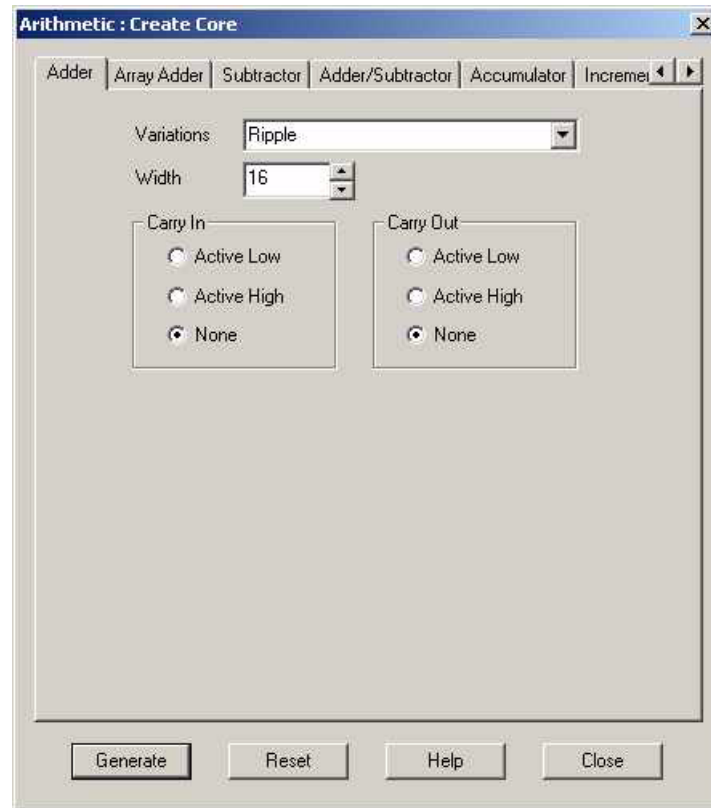 Arithmetic : Create Core
Adder Array Adder Subtractor Adder/Subtractor Accumulator Incremen
Variations Ripple
Width 16
Carry In Carry Out
Active Low Active Low
Active High Active High
None None
Generate Reset Help Close